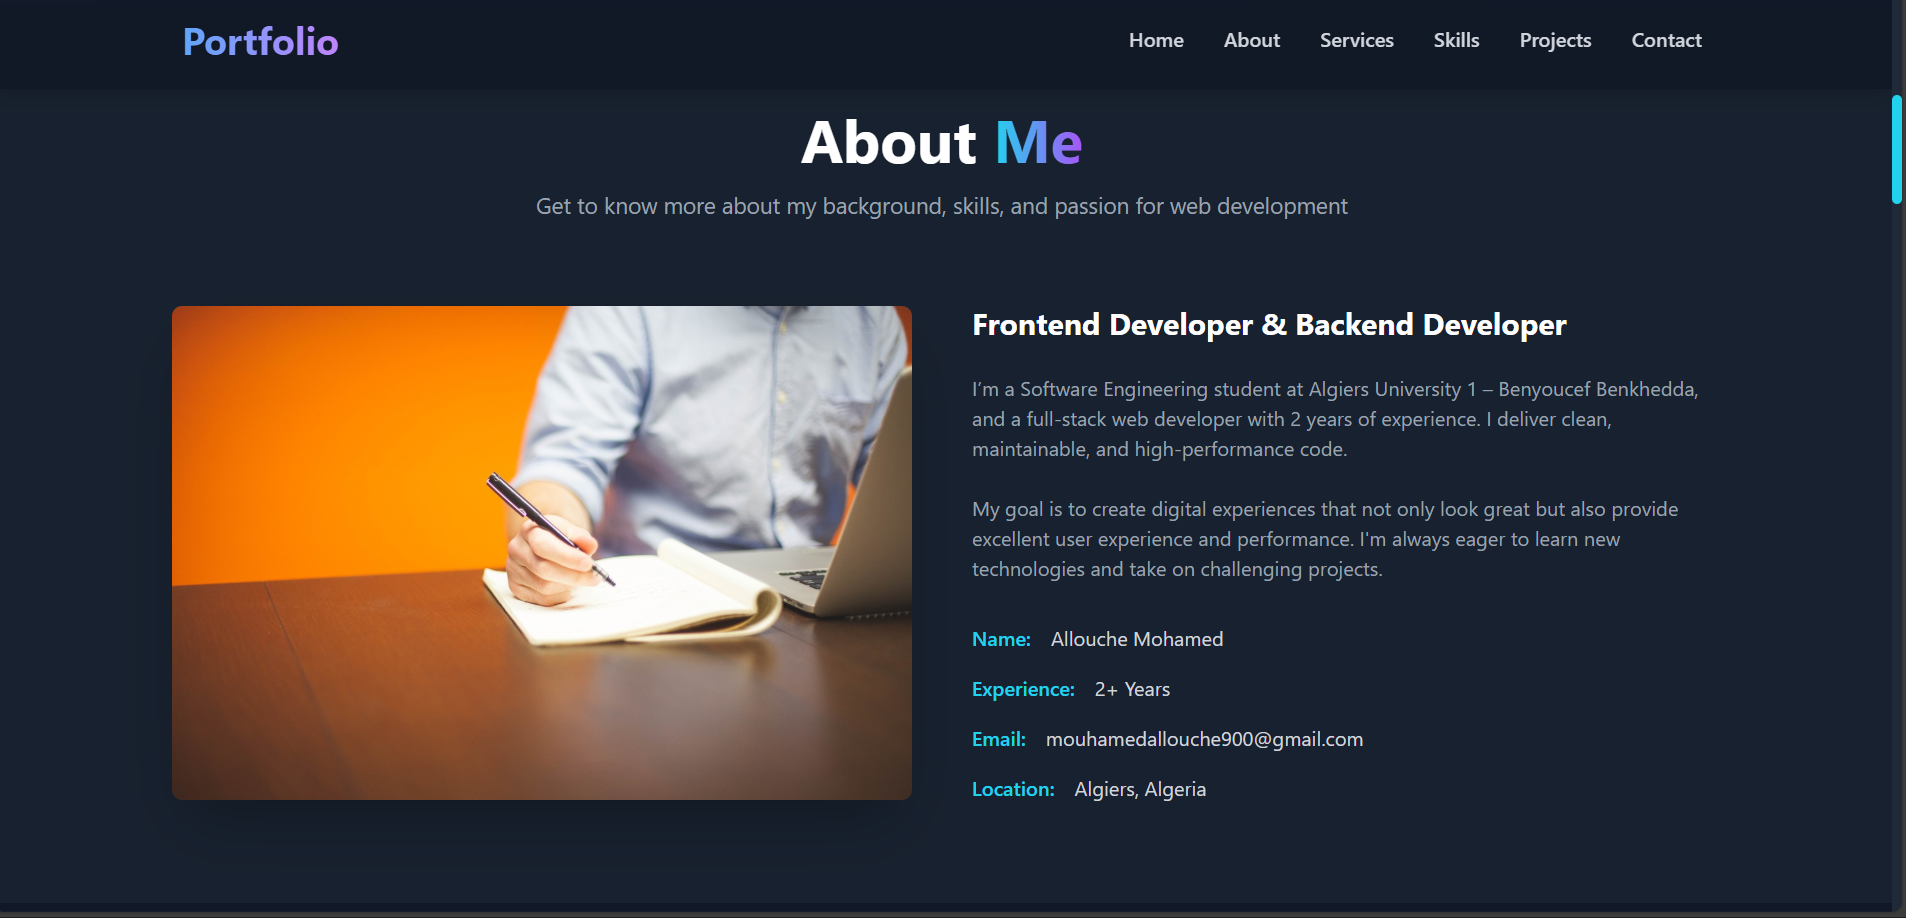 Portfolio
Home About Services Skills Projects Contact
About Me
Get to know more about my background, skills, and passion for web development
Frontend Developer & Backend Developer
I’m a Software Engineering student at Algiers University 1 – Benyoucef Benkhedda,
and a full-stack web developer with 2 years of experience. I deliver clean,
maintainable, and high-performance code.
My goal is to create digital experiences that not only look great but also provide
excellent user experience and performance. I'm always eager to learn new
technologies and take on challenging projects.
Name: Allouche Mohamed
Experience: 2+ Years
Email: mouhamedallouche900@gmail.com
Location: Algiers, Algeria